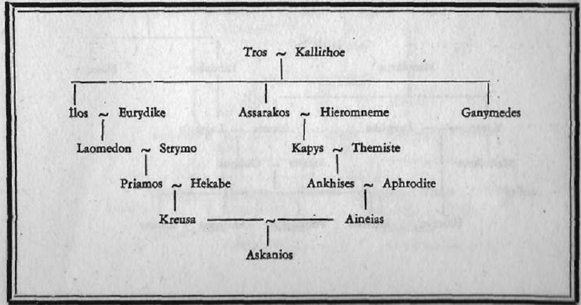 Tros ~ Kallirhoe
Ilos ~ Eurydike Assarakos ~ Hieromneme Ganymedes
Laomedon ~ Strymo Kapys ~ Themiste
Priamos ~ Hekabe Ankhises ~ Aphrodite
Kreusa ~ Aineias
Askanios